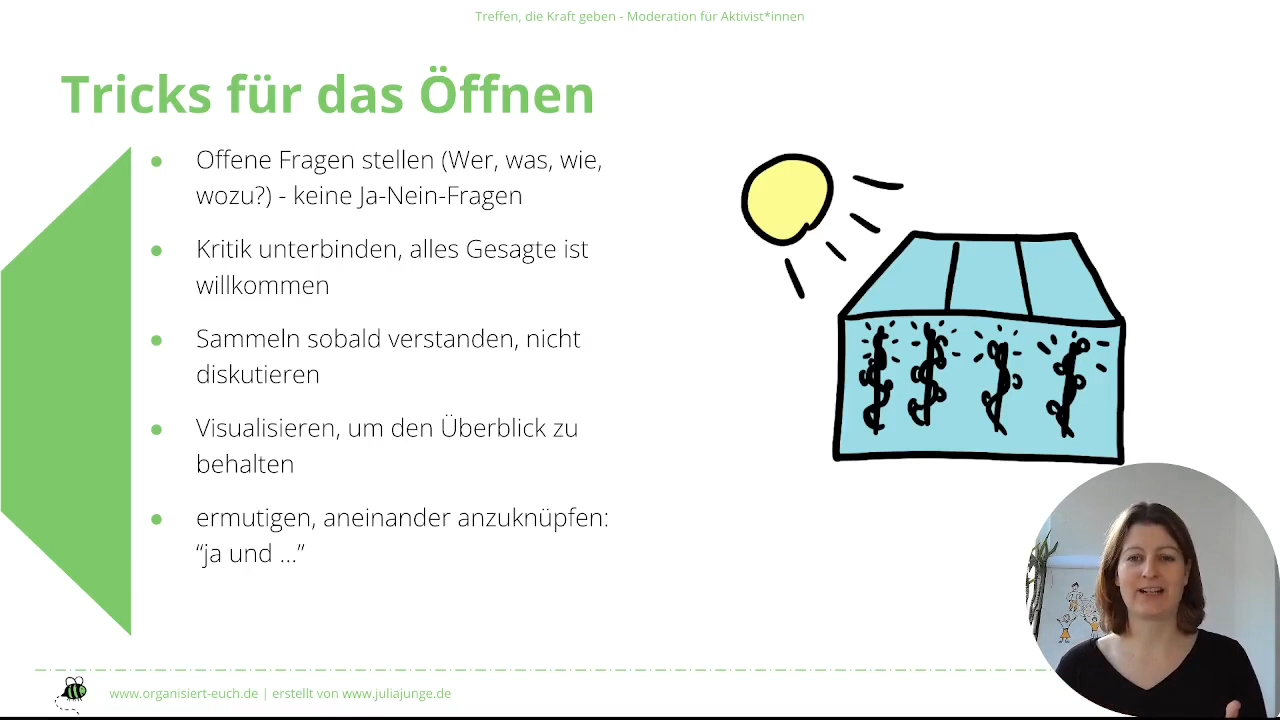 Treffen, die Kraft geben - Moderation für Aktivist*innen
Tricks für das Öffnen
Offene Fragen stellen (Wer, was, wie,
wozu?) - keine Ja-Nein-Fragen
Kritik unterbinden, alles Gesagte ist
willkommen
Sammeln sobald verstanden, nicht
diskutieren
Visualisieren, um den Überblick zu
behalten
ermutigen, aneinander anzuknüpfen:
“ja und ...”
www.organisiert-euch.de | erstellt von www.juliajunge.de